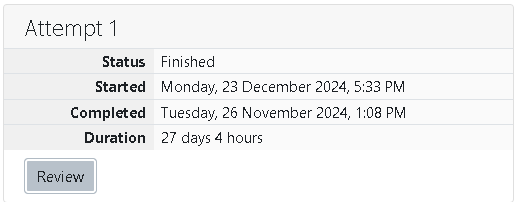 Attempt 1
Status Finished
Started Monday, 23 December 2024, 5:33 PM
Completed Tuesday, 26 November 2024, 1:08 PM
Duration 27 days 4 hours
Review